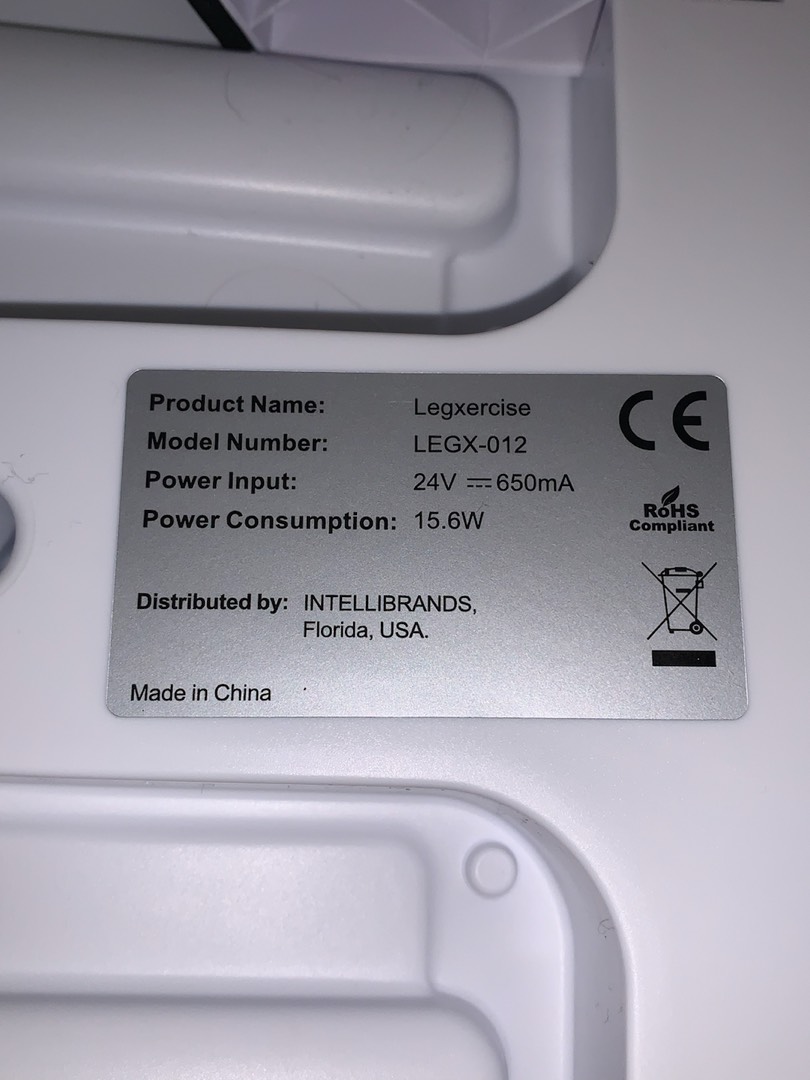 Product Name: Legxercise
Model Number: LEGX-012
Power Input: 24V ⎓ 650mA
Power Consumption: 15.6W
Distributed by: INTELLIBRANDS,
Florida, USA.
Made in China
CE
RoHS
Compliant